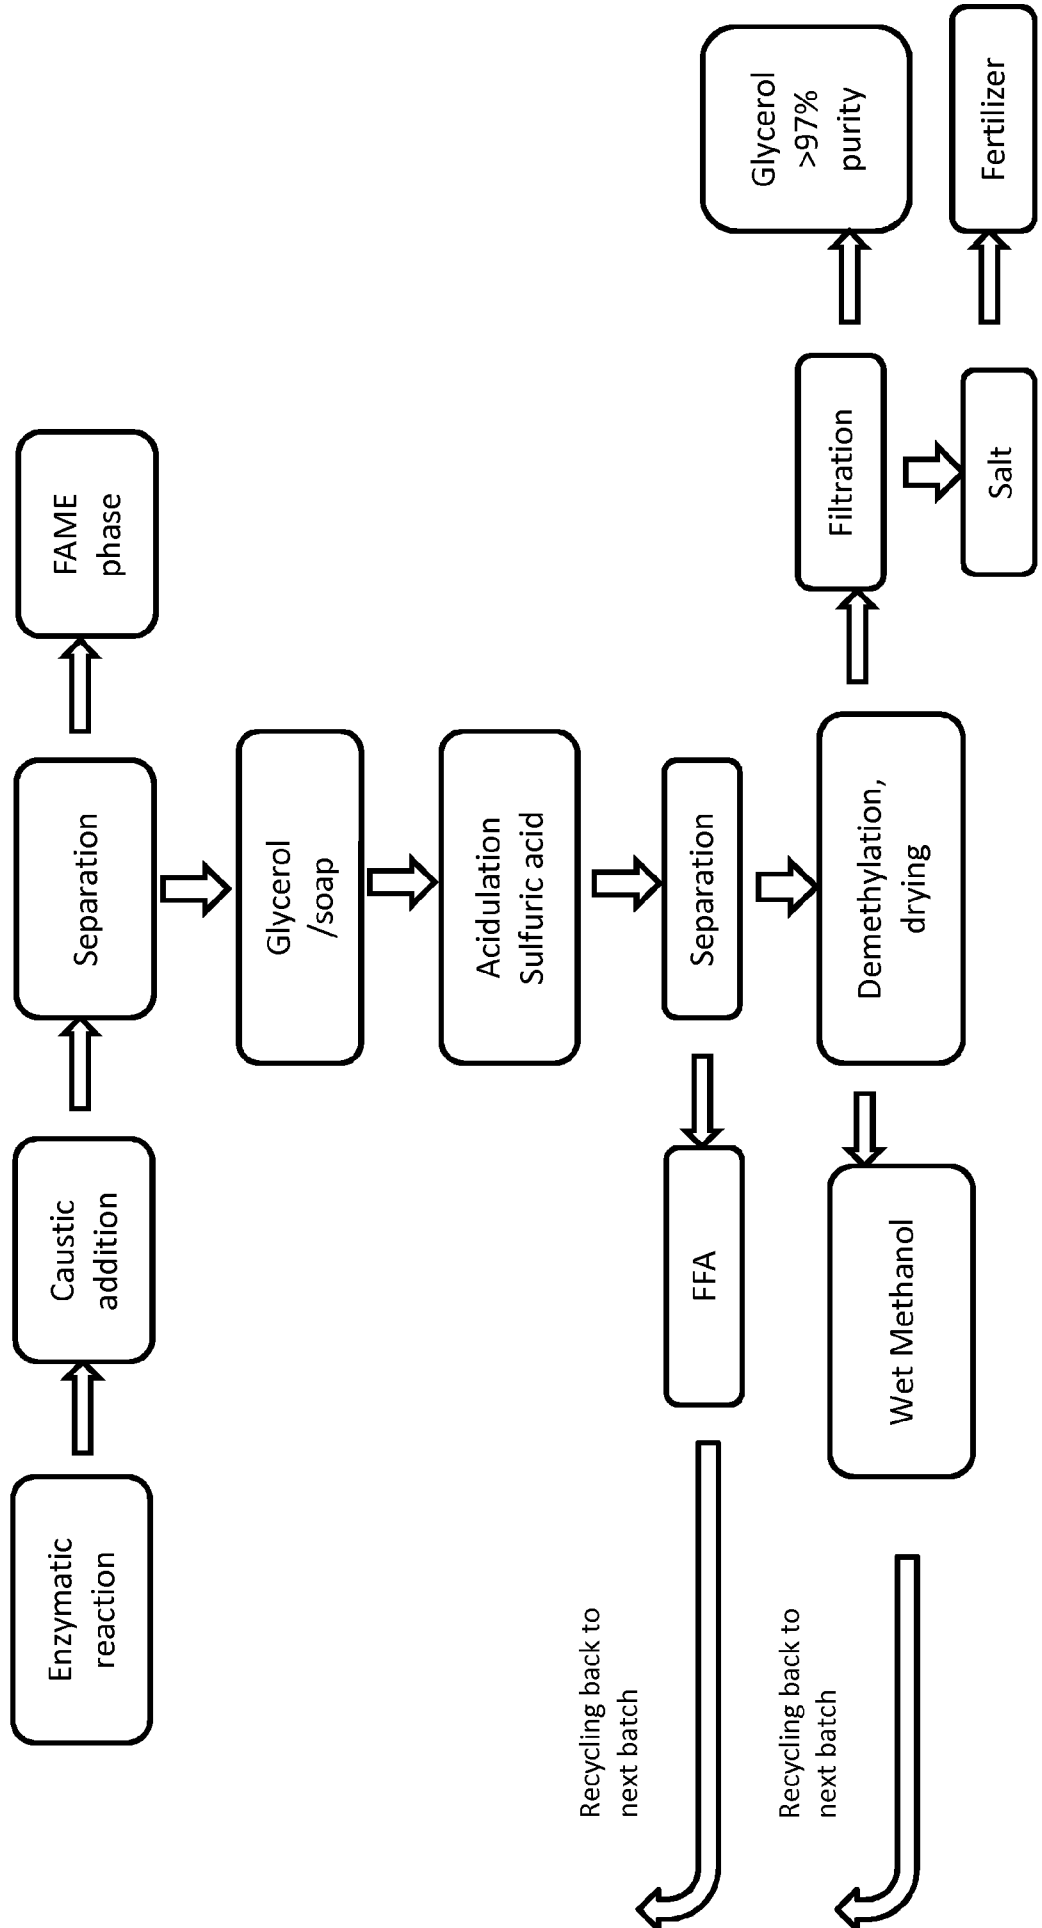 Enzymatic
reaction
Caustic
addition
Separation
FAME
phase
Glycerol
/soap
Acidulation
Sulfuric acid
Recycling back to
next batch
FFA
Separation
Recycling back to
next batch
Wet Methanol
Demethylation,
drying
Filtration
Glycerol
>97%
purity
Salt
Fertilizer